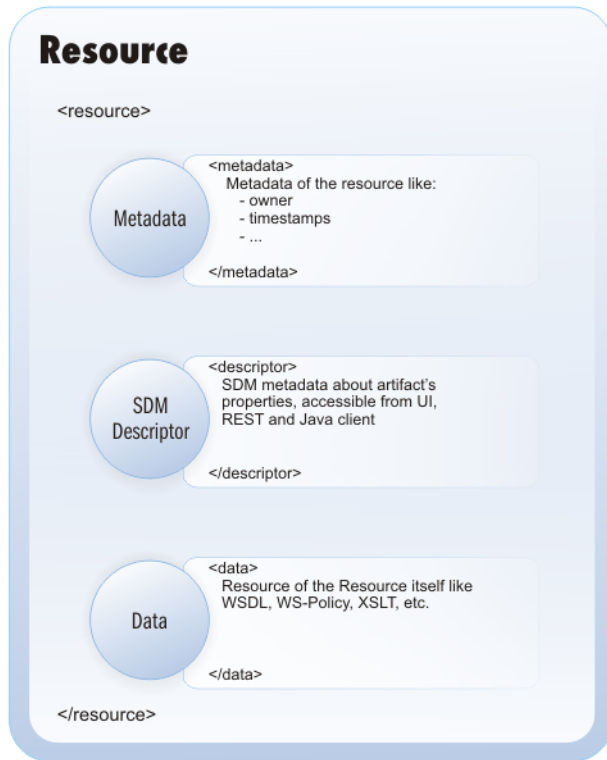 Resource
<resource>
Metadata
<metadata>
Metadata of the resource like:
- owner
- timestamps
- ...
</metadata>
SDM
Descriptor
<descriptor>
SDM metadata about artifact's
properties, accessible from UI,
REST and Java client
</descriptor>
Data
<data>
Resource of the Resource itself like
WSDL, WS-Policy, XSLT, etc.
</data>
</resource>